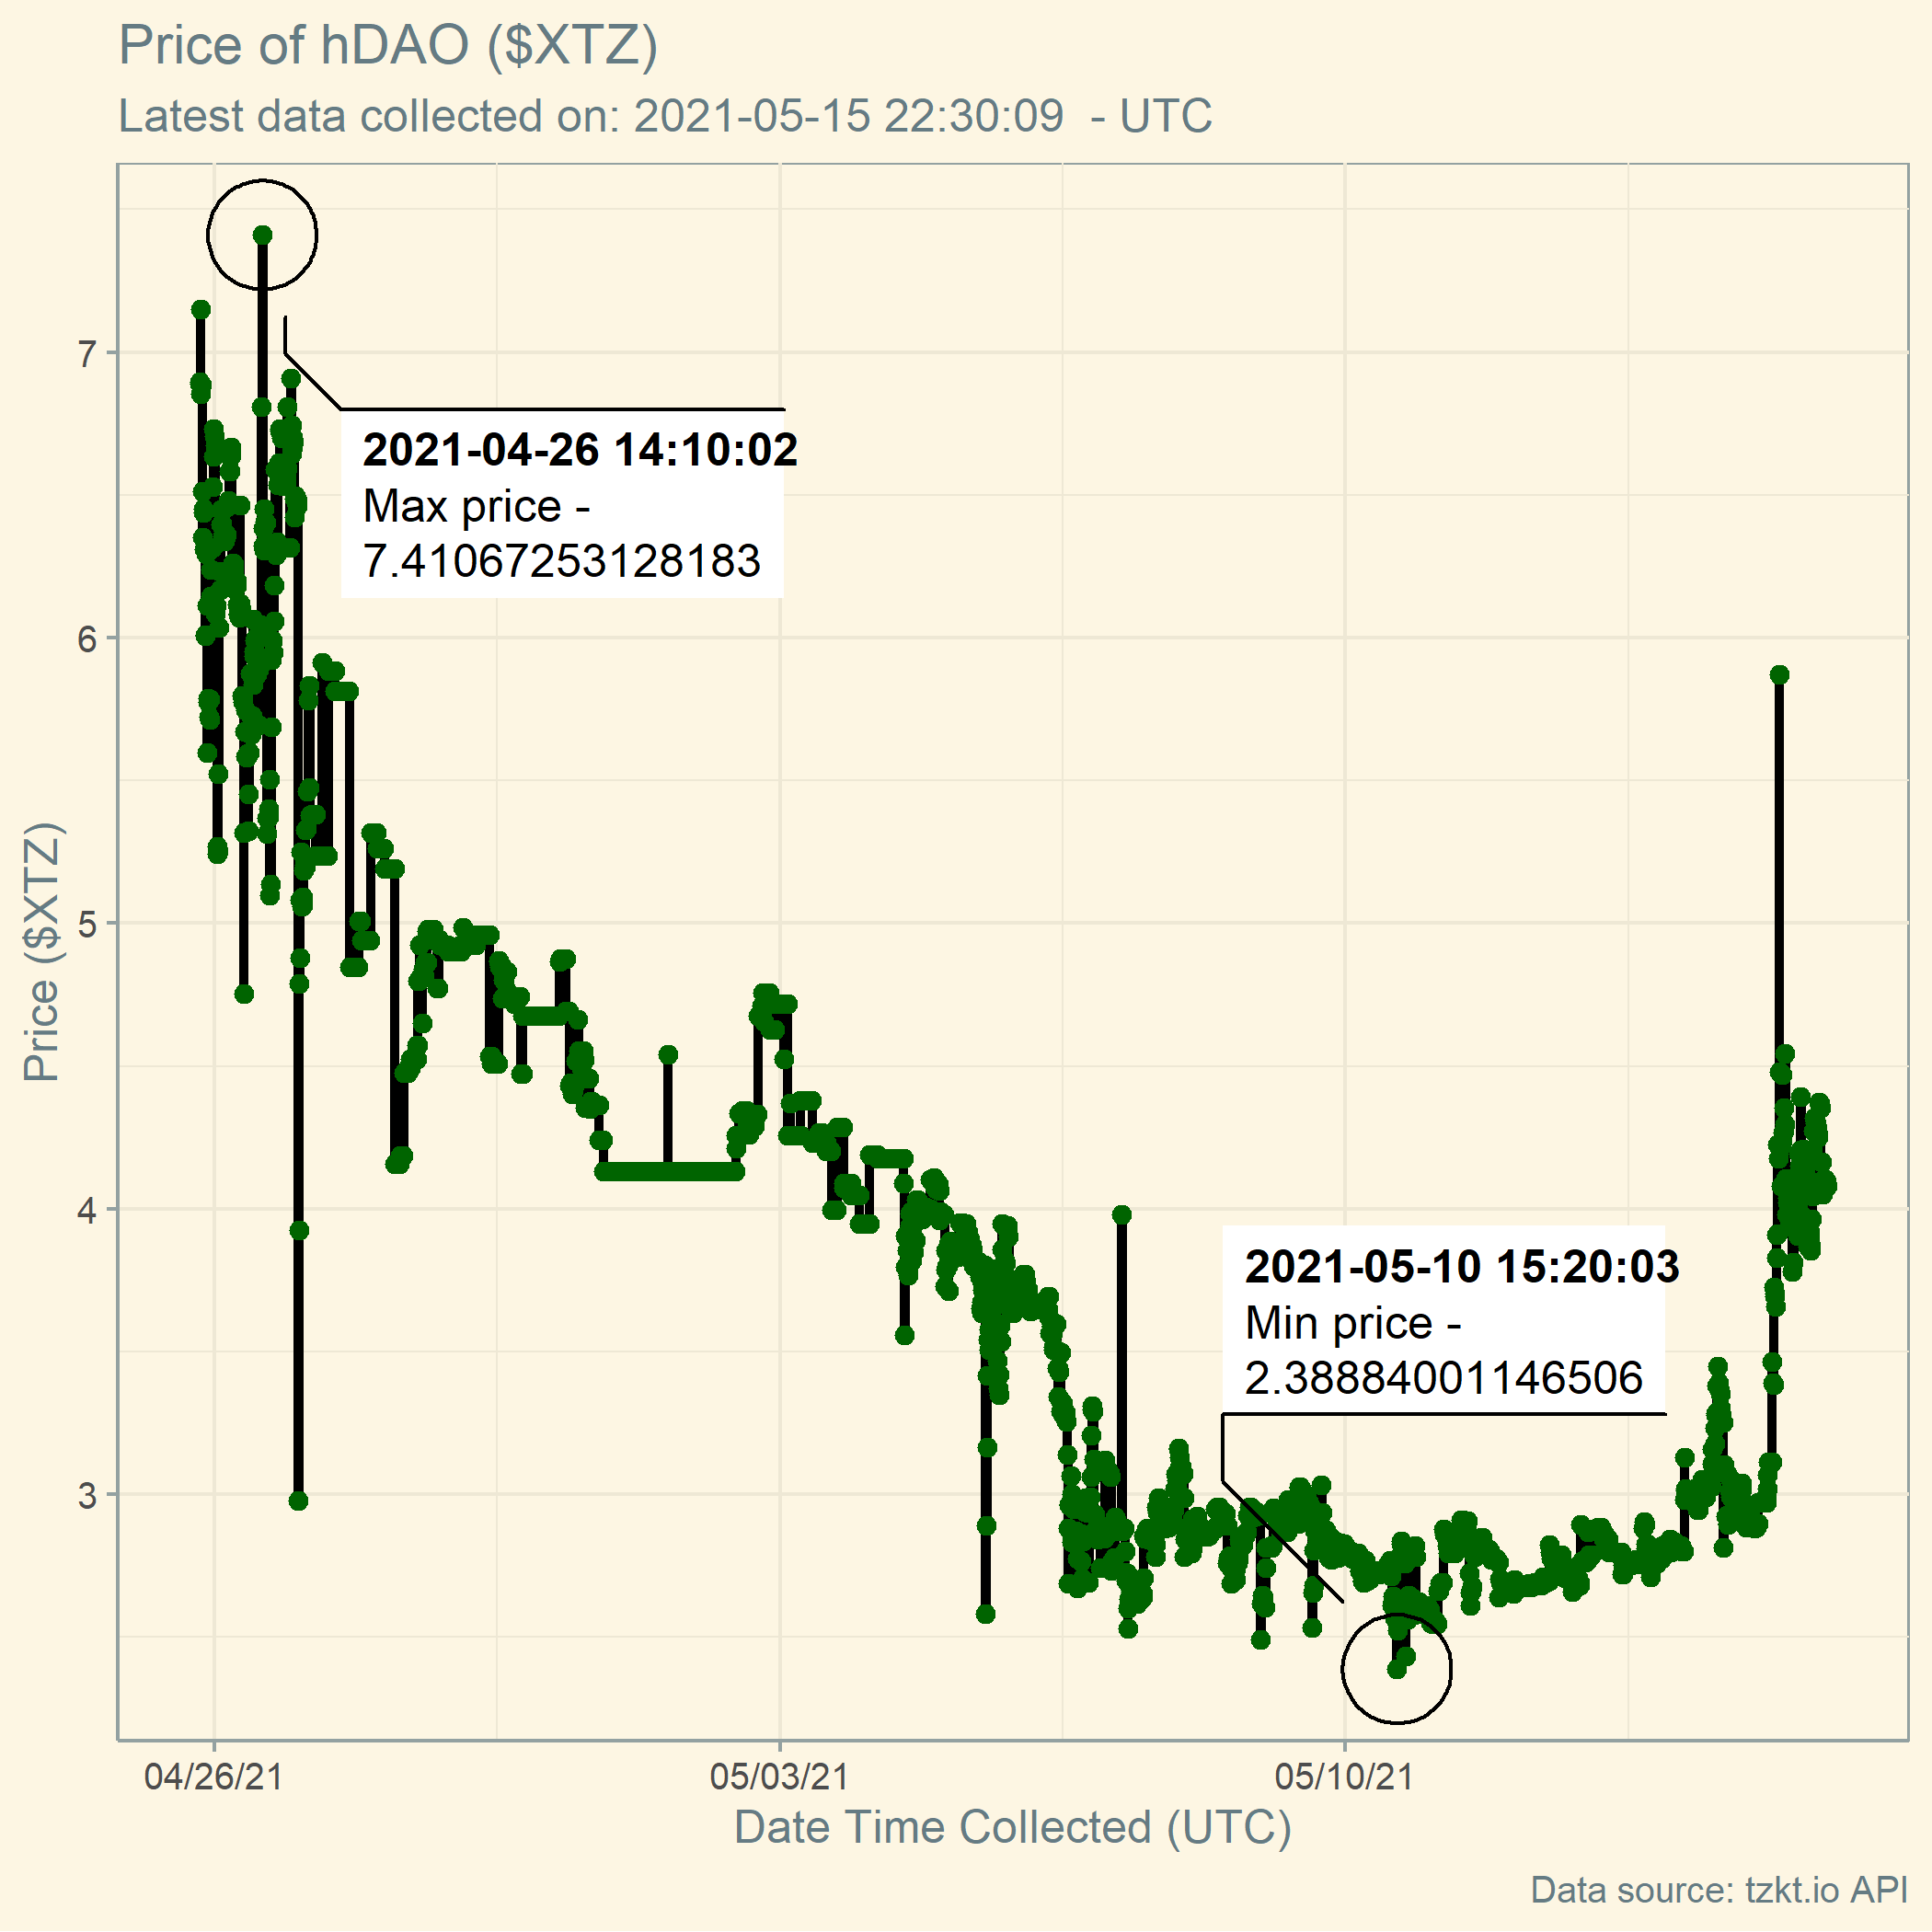 Price of hDAO ($XTZ)
Latest data collected on: 2021-05-15 22:30:09  - UTC
7
2021-04-26 14:10:02
Max price -
7.41067253128183
6
5
Price ($XTZ)
4
2021-05-10 15:20:03
Min price -
2.38884001146506
3
04/26/21
05/03/21
05/10/21
Date Time Collected (UTC)
Data source: tzkt.io API